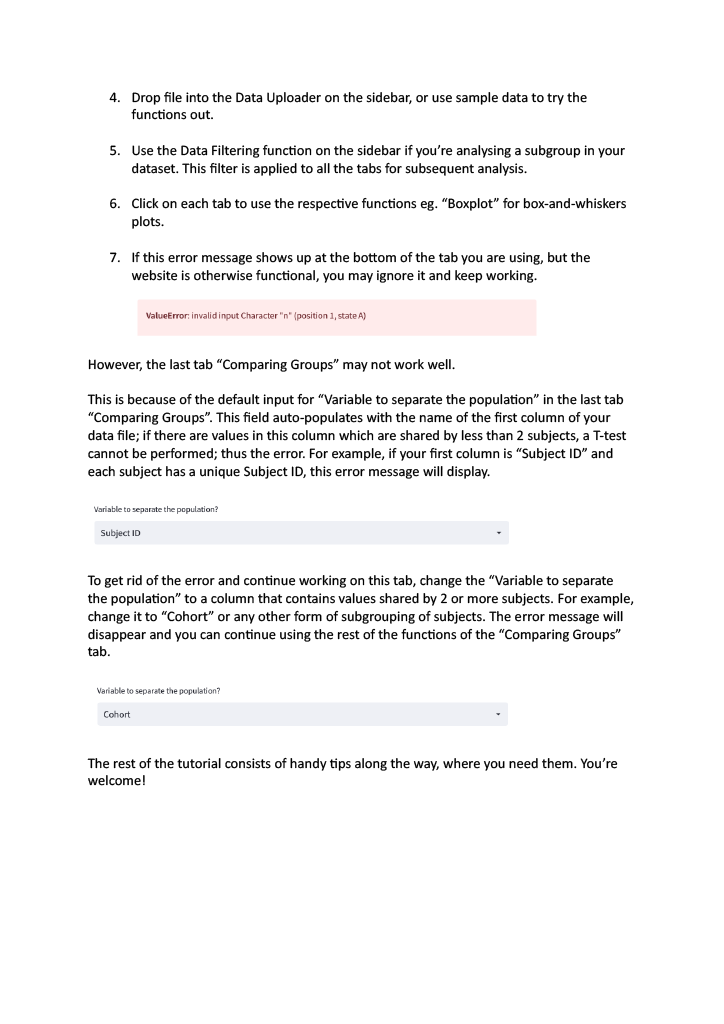 4. Drop file into the Data Uploader on the sidebar, or use sample data to try the
functions out.
5. Use the Data Filtering function on the sidebar if you’re analysing a subgroup in your
dataset. This filter is applied to all the tabs for subsequent analysis.
6. Click on each tab to use the respective functions eg. “Boxplot” for box-and-whiskers
plots.
7. If this error message shows up at the bottom of the tab you are using, but the
website is otherwise functional, you may ignore it and keep working.
ValueError: invalid input Character "n" (position 1, state A)
However, the last tab “Comparing Groups” may not work well.
This is because of the default input for “Variable to separate the population” in the last tab
“Comparing Groups”. This field auto-populates with the name of the first column of your
data file; if there are values in this column which are shared by less than 2 subjects, a T-test
cannot be performed; thus the error. For example, if your first column is “Subject ID” and
each subject has a unique Subject ID, this error message will display.
Variable to separate the population?
Subject ID
To get rid of the error and continue working on this tab, change the “Variable to separate
the population” to a column that contains values shared by 2 or more subjects. For example,
change it to “Cohort” or any other form of subgrouping of subjects. The error message will
disappear and you can continue using the rest of the functions of the “Comparing Groups”
tab.
Variable to separate the population?
Cohort
The rest of the tutorial consists of handy tips along the way, where you need them. You’re
welcome!